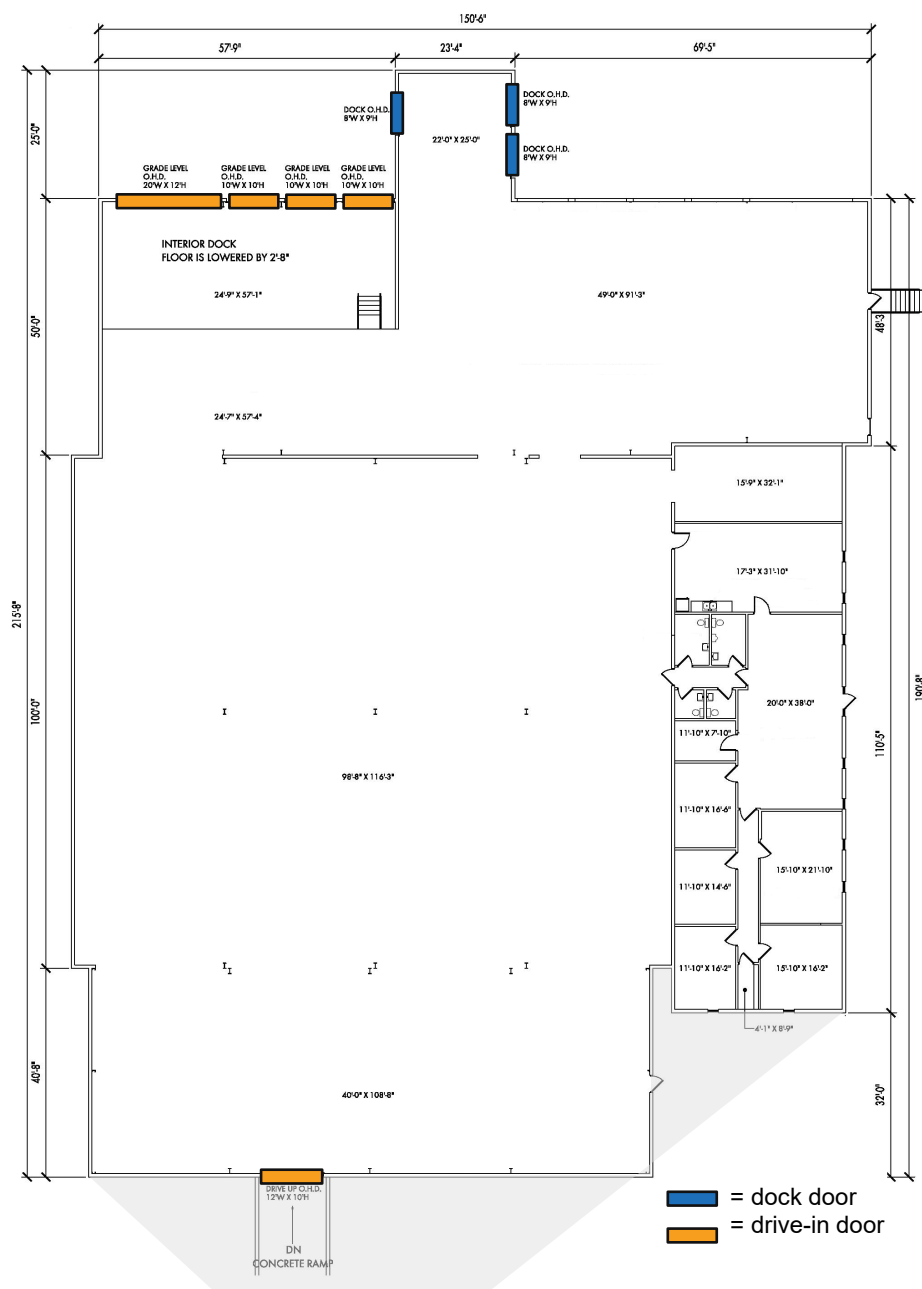 150'-6"
57'-9"
23'-4"
69'-5"
DOCK O.H.D.
8'W X 9'H
DOCK O.H.D.
8'W X 9'H
25'-0"
22'-0" X 25'-0"
DOCK O.H.D.
8'W X 9'H
GRADE LEVEL
O.H.D.
20'W X 12'H
GRADE LEVEL
O.H.D.
10'W X 10'H
GRADE LEVEL
O.H.D.
10'W X 10'H
GRADE LEVEL
O.H.D.
10'W X 10'H
INTERIOR DOCK
FLOOR IS LOWERED BY 2'-8"
24'-9" X 57'-1"
49'-0" X 91'-3"
50'-0"
48'-3
24'-7" X 57'-4"
15'-9" X 32'-1"
17'-3" X 31'-10"
215'-8"
190'-8"
100'-0"
20'-0" X 38'-0"
11'-10" X 7'-10"
110'-5"
98'-8" X 116'-3"
11'-10" X 16'-6"
15'-10" X 21'-10"
11'-10" X 14'-6"
11'-10" X 16'-2"
15'-10" X 16'-2"
4'-1" X 8'-9"
40'-8"
40'-0" X 108'-8"
32'-0"
DRIVE UP O.H.D.
12'W X 10'H
DN
CONCRETE RAMP
= dock door
= drive-in door